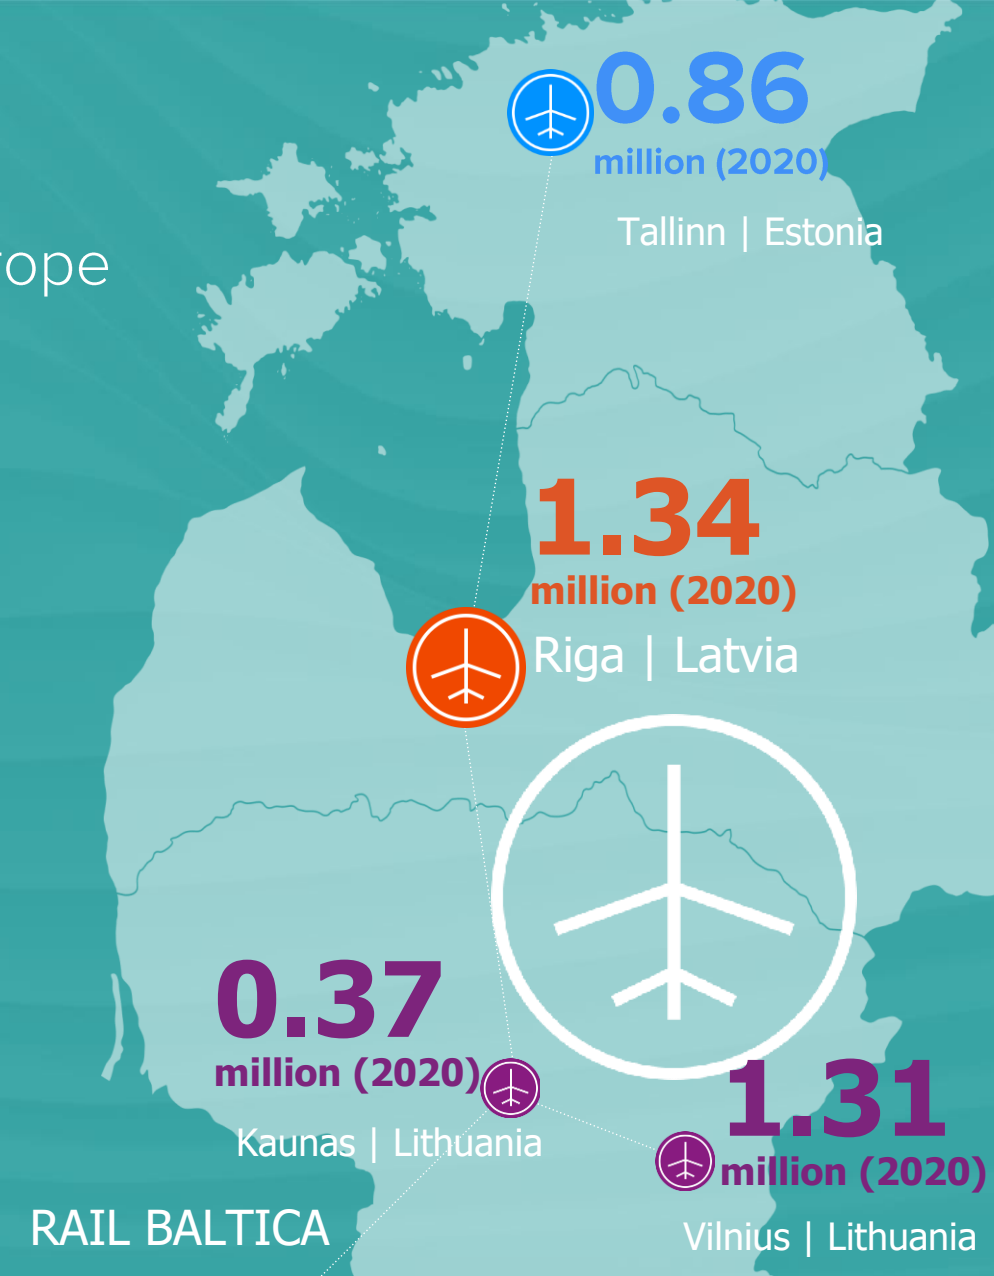 0.86
million (2020)
Tallinn | Estonia
1.34
million (2020)
Riga | Latvia
0.37
million (2020)
Kaunas | Lithuania
1.31
million (2020)
Vilnius | Lithuania
RAIL BALTICA